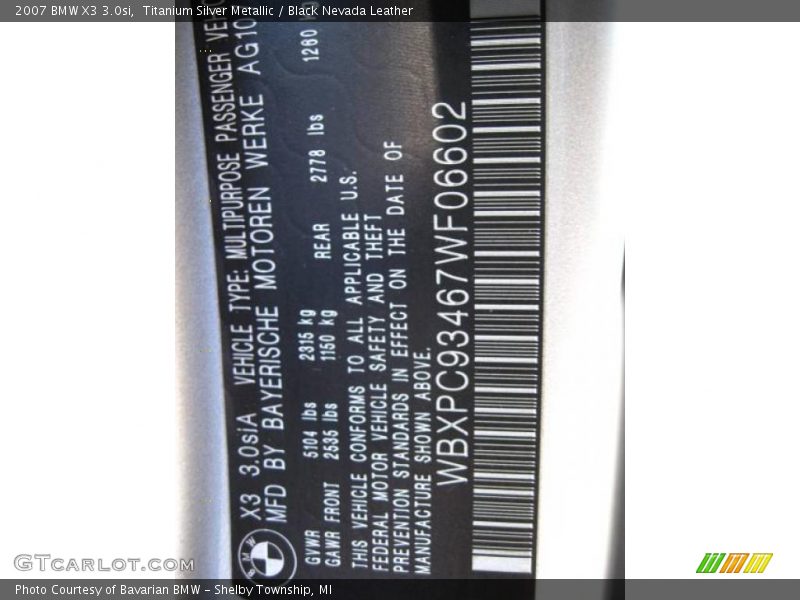 2007 BMW X3 3.0si, Titanium Silver Metallic / Black Nevada Leather
X3 3.0siA VEHICLE TYPE: MULTIPURPOSE PASSENGER
MFD BY BAYERISCHE MOTOREN WERKE AG
GVWR 5104 lbs 2315 kg
GAWR FRONT 2535 lbs 1150 kg REAR 2778 lbs 1260
THIS VEHICLE CONFORMS TO ALL APPLICABLE U.S.
FEDERAL MOTOR VEHICLE SAFETY AND THEFT
PREVENTION STANDARDS IN EFFECT ON THE DATE OF
MANUFACTURE SHOWN ABOVE.
WBXPC93467WF06602
BMW
GTCARLOT.COM
Photo Courtesy of Bavarian BMW – Shelby Township, MI